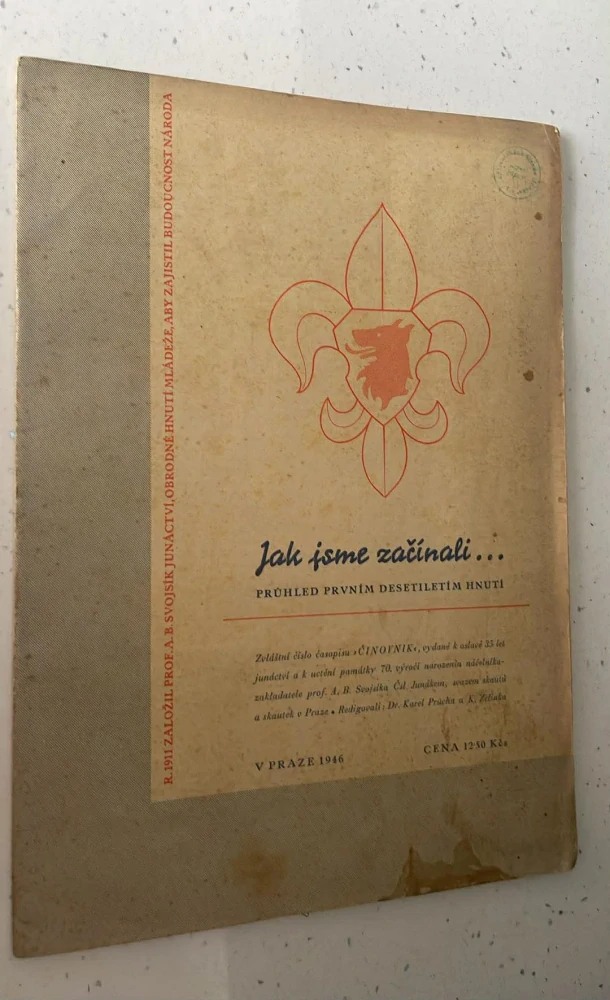 R. 1911 ZALOŽIL PROF. A. B. SVOJSÍK JUNÁCTVÍ, OBRODNÉ HNUTÍ MLÁDEŽE, ABY ZAJISTIL BUDOUCNOST NÁRODA
Jak jsme začínali...
PRŮHLED PRVNÍM DESETILETÍM HNUTÍ
Zvláštní číslo časopisu »ČINOVNÍK«, vydané k oslavě 35 let
junáctví a k uctění památky 70. výročí narození náčelníka-
zakladatele prof. A. B. Svojsíka Čsl. Junákem, svazem skautů
a skautek v Praze • Redigovali: Dr. Karel Průcha a K. Zelinka
V PRAZE 1946
CENA 12·50 Kčs